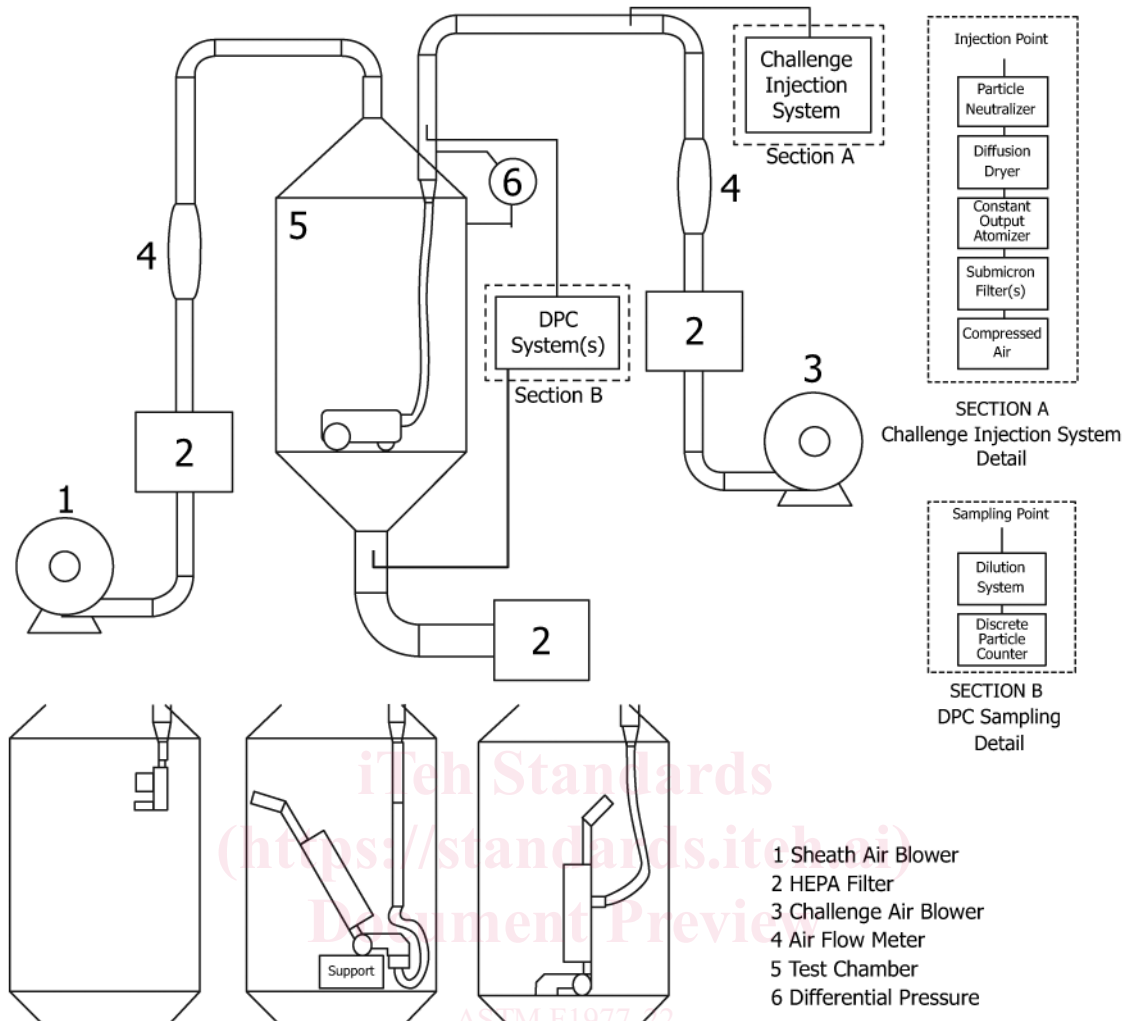 Challenge
Injection
System
Section A
4
6
5
4
2
DPC
System(s)
Section B
3
2
1
2
Injection Point
Particle
Neutralizer
Diffusion
Dryer
Constant
Output
Atomizer
Submicron
Filter(s)
Compressed
Air
SECTION A
Challenge Injection System
Detail
Sampling Point
Dilution
System
Discrete
Particle
Counter
SECTION B
DPC Sampling
Detail
Support
iTeh Standards
(https://standards.iteh.ai)
Document Preview
1 Sheath Air Blower
2 HEPA Filter
3 Challenge Air Blower
4 Air Flow Meter
5 Test Chamber
6 Differential Pressure
ASTM F1977-22